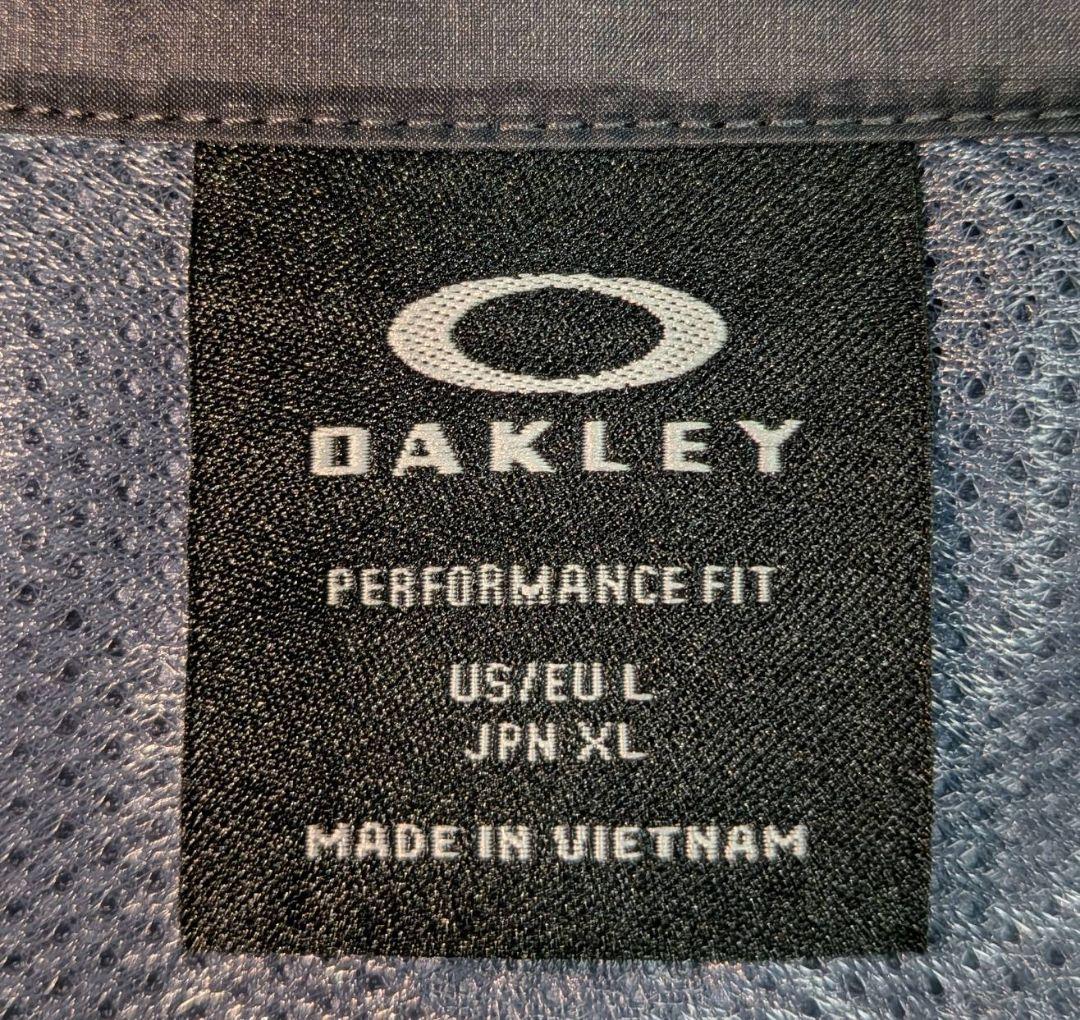 OAKLEY
PERFORMANCE FIT
US/EU L
JPN XL
MADE IN VIETNAM